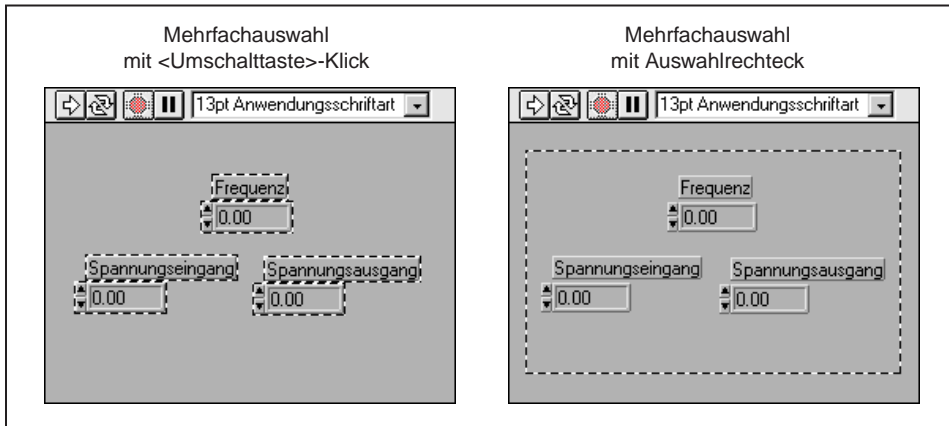 Mehrfachauswahl
mit <Umschalttaste>-Klick
13pt Anwendungsschriftart
Frequenz
0.00
Spannungseingang
0.00
Spannungsausgang
0.00
Mehrfachauswahl
mit Auswahlrechteck
13pt Anwendungsschriftart
Frequenz
0.00
Spannungseingang
0.00
Spannungsausgang
0.00